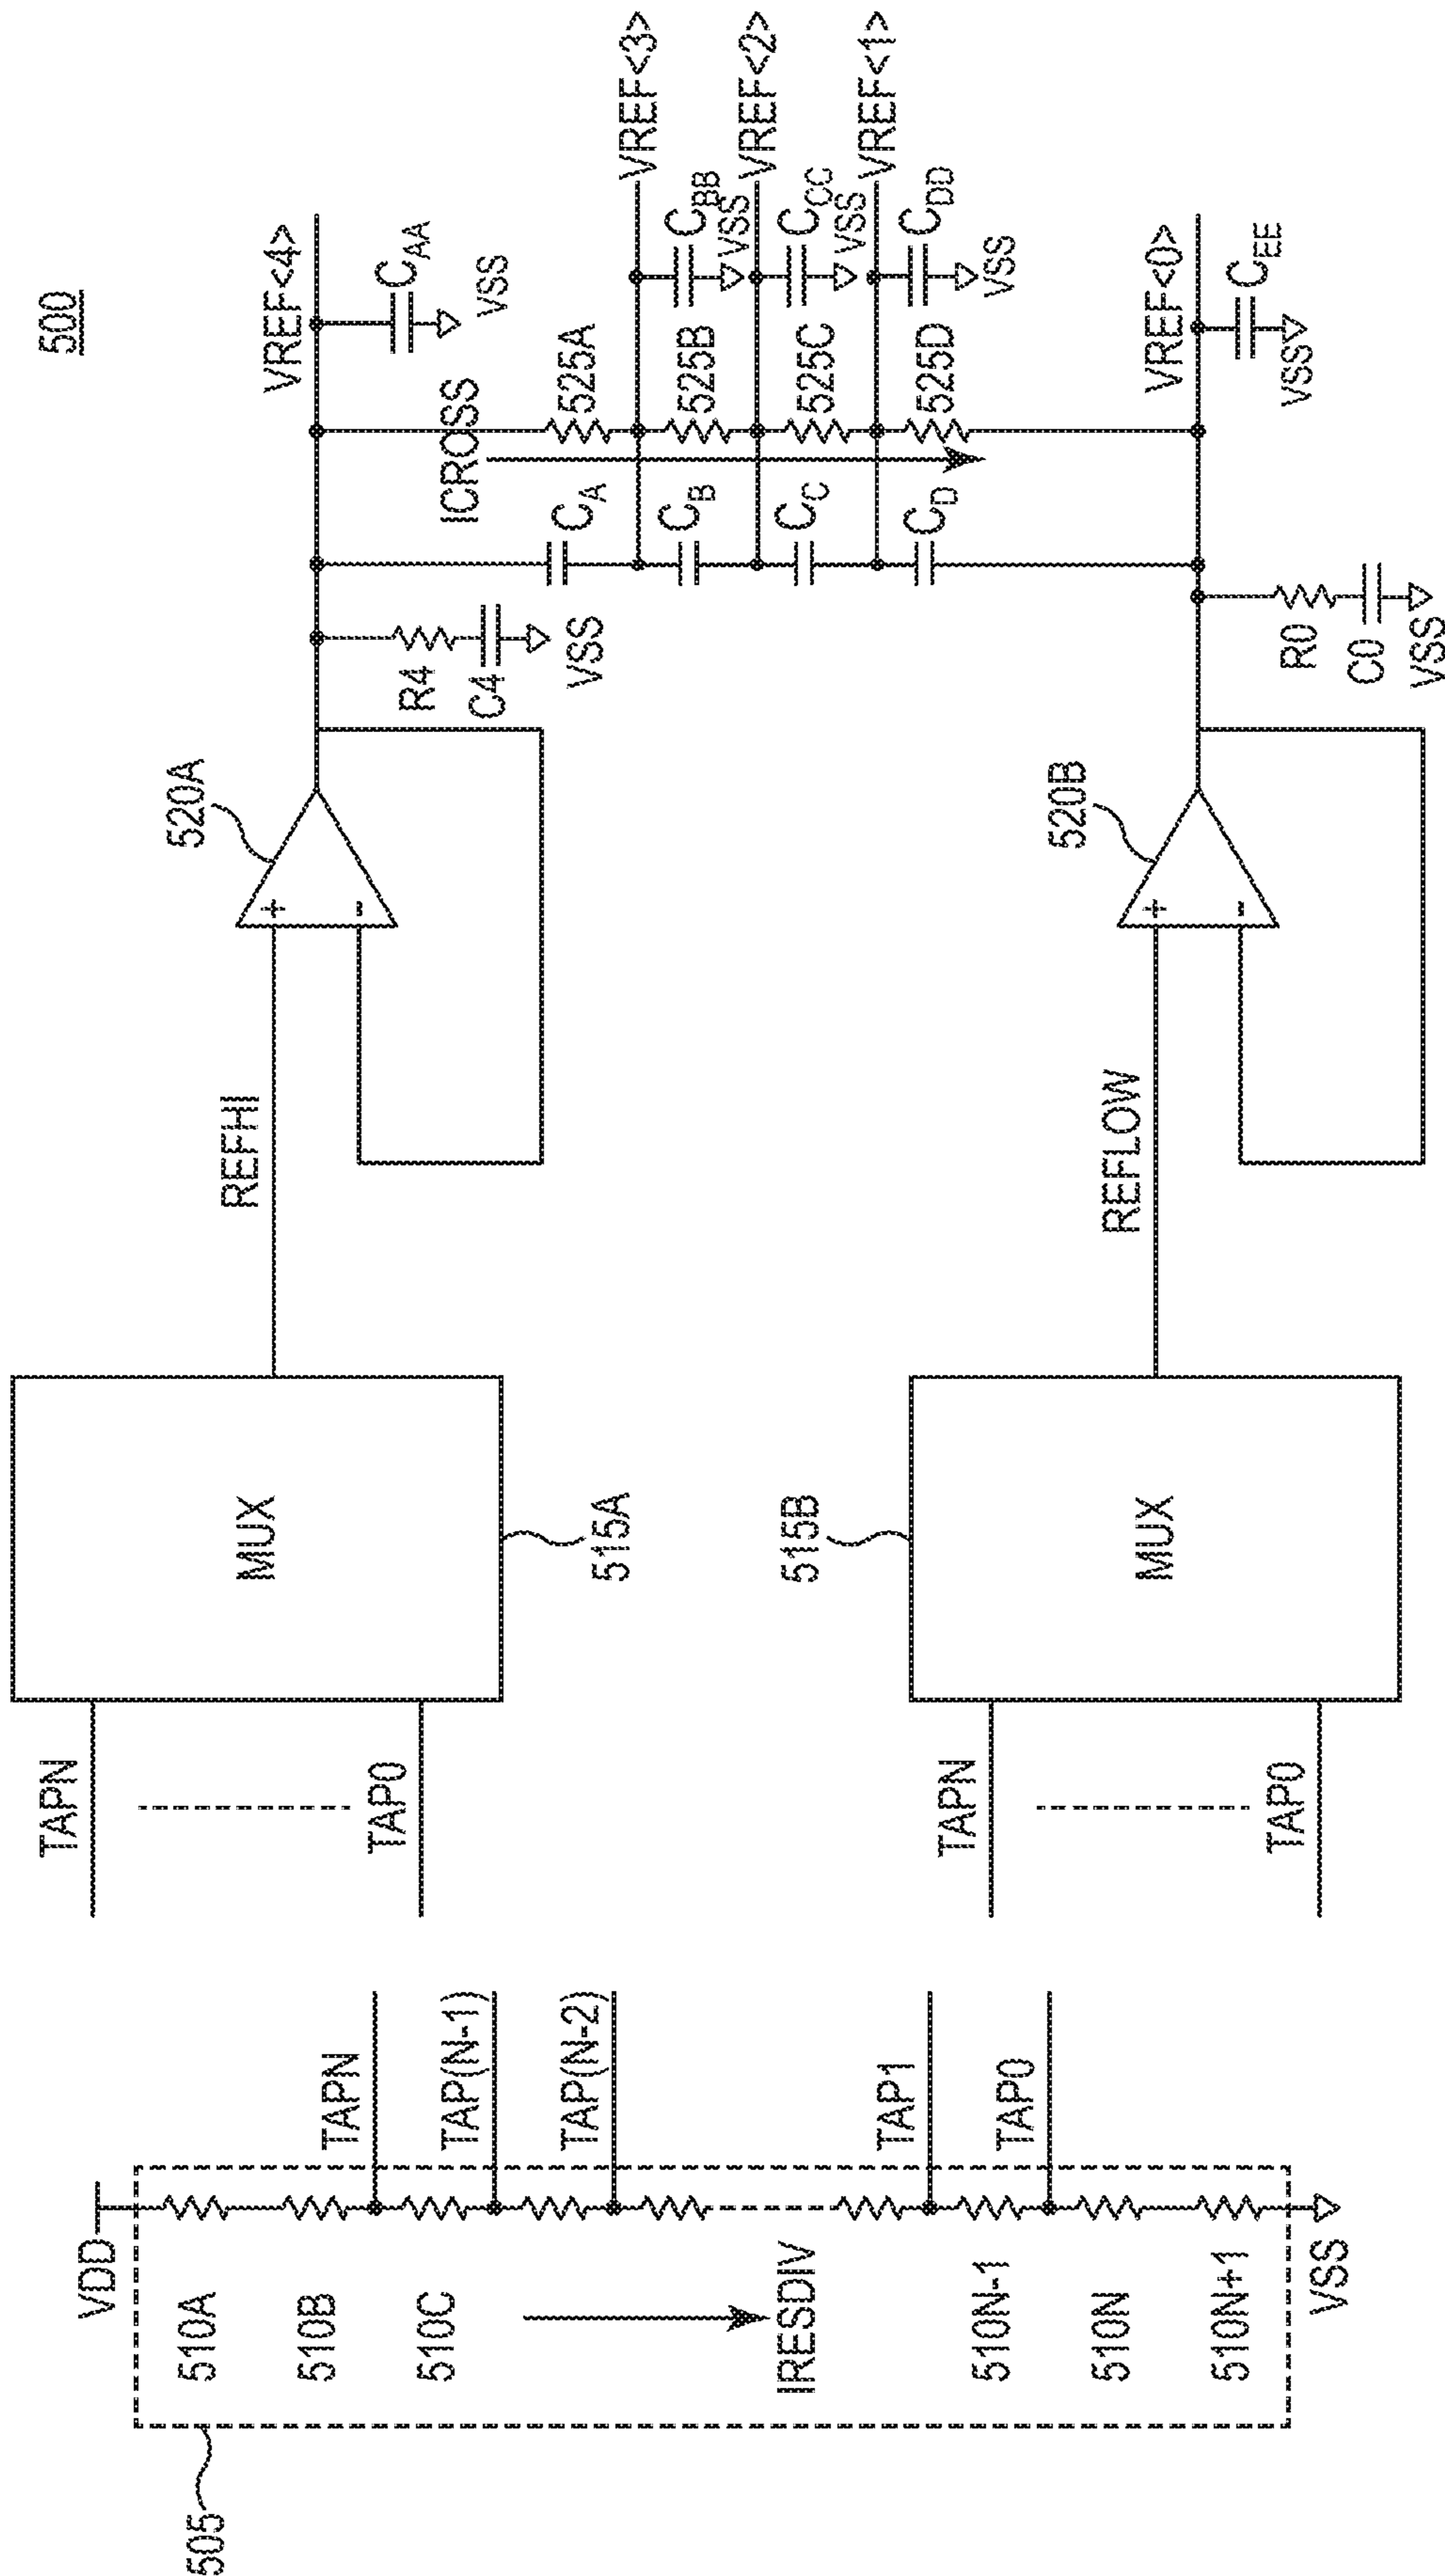 500
505
VDD
510A
510B
510C
IRESDIV
510N-1
510N
510N+1
VSS
TAPN
TAP(N-1)
TAP(N-2)
TAP1
TAP0
TAPN
TAP0
MUX
515A
REFHI
+
-
520A
R4
C4
VSS
VREF<4>
CAA
VSS
ICROSS
CA
CB
CC
CD
525A
525B
525C
525D
VREF<3>
CBB
VSS
VREF<2>
CCC
VSS
VREF<1>
CDD
VSS
TAPN
TAP0
MUX
515B
REFLOW
+
-
520B
R0
C0
VSS
VREF<0>
CEE
VSS